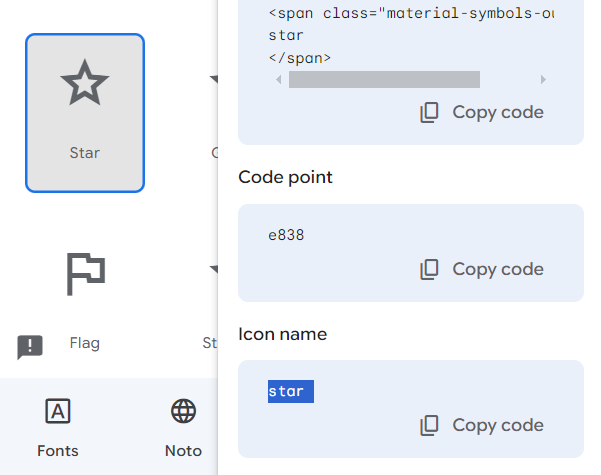 Star
Flag
St
Fonts
Noto
<span class="material-symbols-ou
star
</span>
Copy code
Code point
e838
Copy code
Icon name
star
Copy code